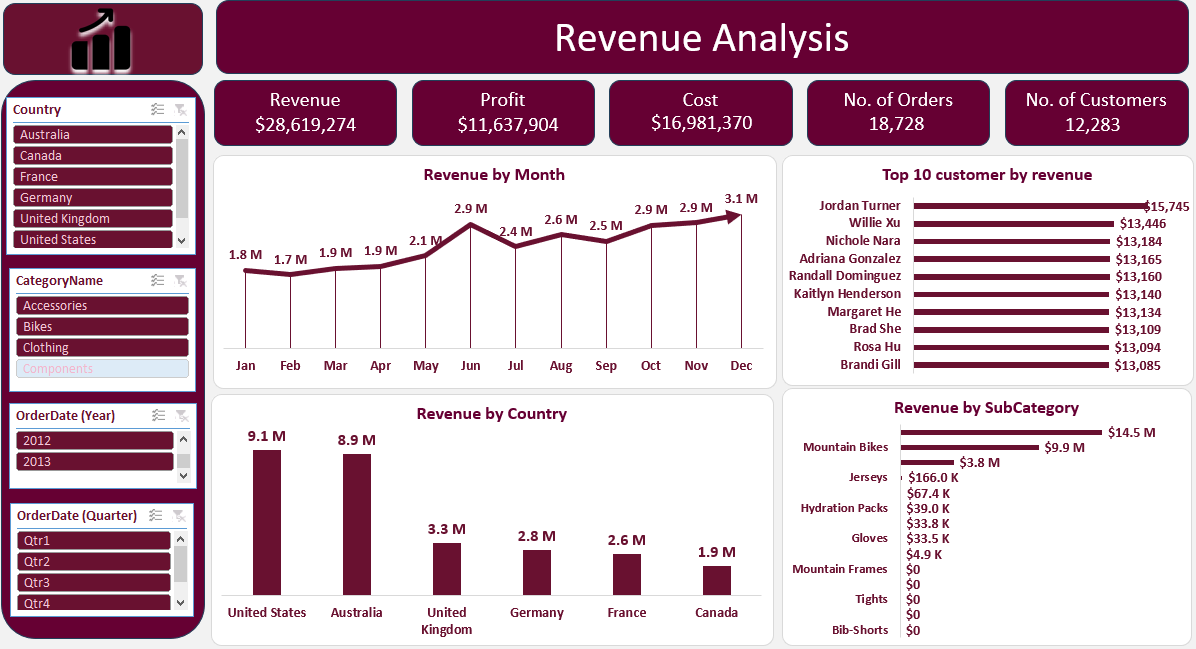 Revenue Analysis
Revenue
$28,619,274
Profit
$11,637,904
Cost
$16,981,370
No. of Orders
18,728
No. of Customers
12,283
Country
Australia
Canada
France
Germany
United Kingdom
United States
CategoryName
Accessories
Bikes
Clothing
Components
OrderDate (Year)
2012
2013
OrderDate (Quarter)
Qtr1
Qtr2
Qtr3
Qtr4
Revenue by Month
1.8 M
1.7 M
1.9 M
1.9 M
2.1 M
2.9 M
2.4 M
2.6 M
2.5 M
2.9 M
2.9 M
3.1 M
Jan
Feb
Mar
Apr
May
Jun
Jul
Aug
Sep
Oct
Nov
Dec
Top 10 customer by revenue
Jordan Turner $15,745
Willie Xu $13,446
Nichole Nara $13,184
Adriana Gonzalez $13,165
Randall Dominguez $13,160
Kaitlyn Henderson $13,140
Margaret He $13,134
Brad She $13,109
Rosa Hu $13,094
Brandi Gill $13,085
Revenue by Country
9.1 M
8.9 M
3.3 M
2.8 M
2.6 M
1.9 M
United States
Australia
United
Kingdom
Germany
France
Canada
Revenue by SubCategory
$14.5 M
Mountain Bikes $9.9 M
$3.8 M
Jerseys $166.0 K
$67.4 K
Hydration Packs $39.0 K
$33.8 K
Gloves $33.5 K
$4.9 K
Mountain Frames $0
$0
Tights $0
$0
Bib-Shorts $0